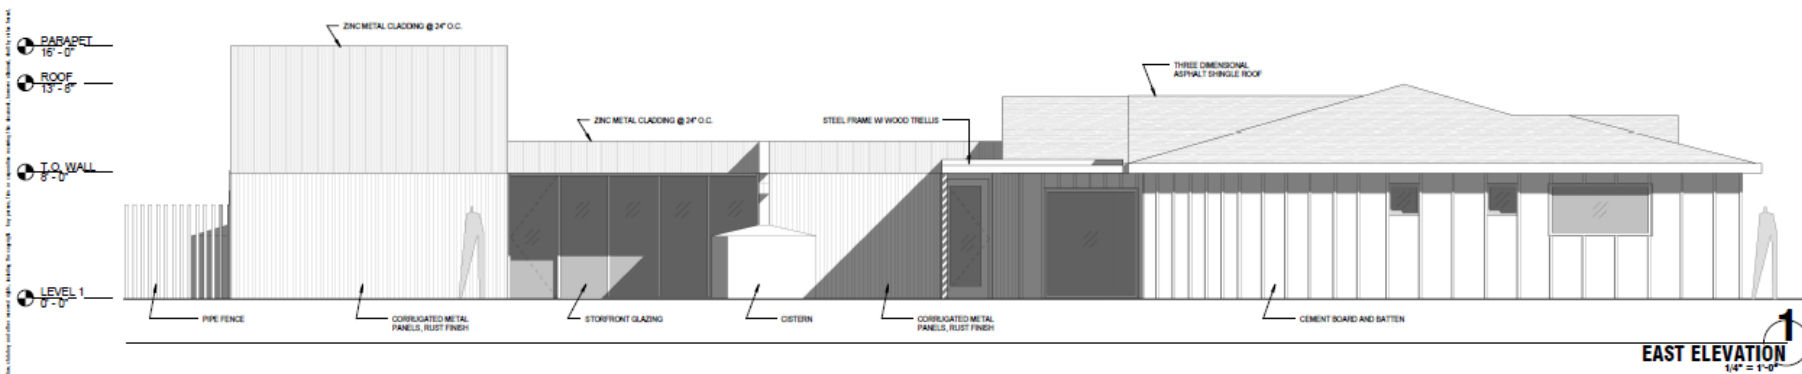 ZINC METAL CLADDING @ 24" O.C.
PARAPET
16' - 0"
ROOF
13' - 6"
THREE DIMENSIONAL
ASPHALT SHINGLE ROOF
ZINC METAL CLADDING @ 24" O.C.
STEEL FRAME W/ WOOD TRELLIS
T.O. WALL
8' - 0"
LEVEL 1
0' - 0"
PIPE FENCE
CORRUGATED METAL
PANELS, RUST FINISH
STORFRONT GLAZING
CISTERN
CORRUGATED METAL
PANELS, RUST FINISH
CEMENT BOARD AND BATTEN
1
EAST ELEVATION
1/4" = 1'-0"